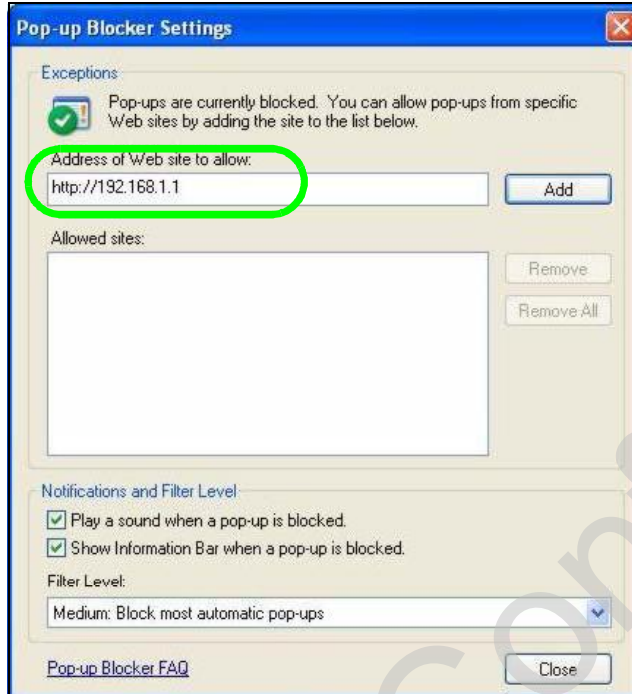 Pop-up Blocker Settings
Exceptions
Pop-ups are currently blocked. You can allow pop-ups from specific
Web sites by adding the site to the list below.
Address of Web site to allow:
http://192.168.1.1
Add
Allowed sites:
Remove
Remove All
Notifications and Filter Level
Play a sound when a pop-up is blocked.
Show Information Bar when a pop-up is blocked.
Filter Level:
Medium: Block most automatic pop-ups
Pop-up Blocker FAQ
Close